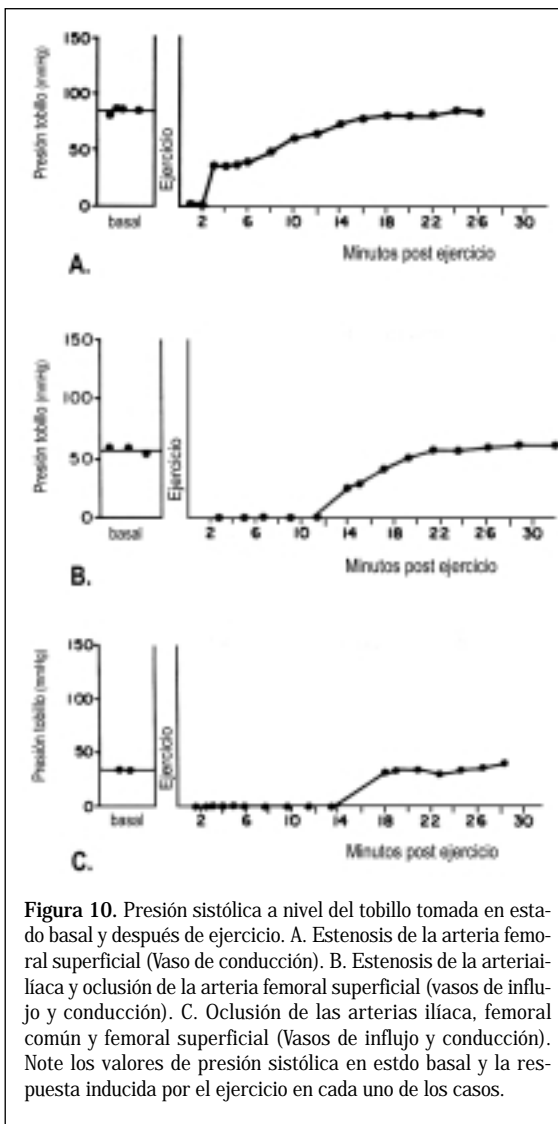 150
100
50
0
Presión tobillo (mmHg)
basal
Ejercicio
2 6 10 14 18 22 26 30
Minutos post ejercicio
A.
150
100
50
0
Presión tobillo (mmHg)
basal
Ejercicio
2 6 10 14 18 22 26 30
Minutos post ejercicio
B.
150
100
50
0
Presión tobillo (mmHg)
basal
Ejercicio
2 6 10 14 18 22 26 30
Minutos post ejercicio
C.
Figura 10. Presión sistólica a nivel del tobillo tomada en esta-
do basal y después de ejercicio. A. Estenosis de la arteria femo-
ral superficial (Vaso de conducción). B. Estenosis de la arteriai-
líaca y oclusión de la arteria femoral superficial (vasos de influ-
jo y conducción). C. Oclusión de las arterias ilíaca, femoral
común y femoral superficial (Vasos de influjo y conducción).
Note los valores de presión sistólica en estdo basal y la res-
puesta inducida por el ejercicio en cada uno de los casos.